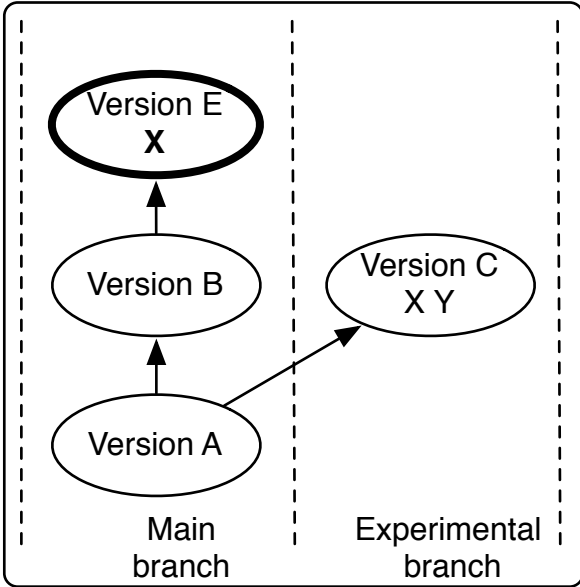 Version E
X
Version B
Version C
X Y
Version A
Main
branch
Experimental
branch